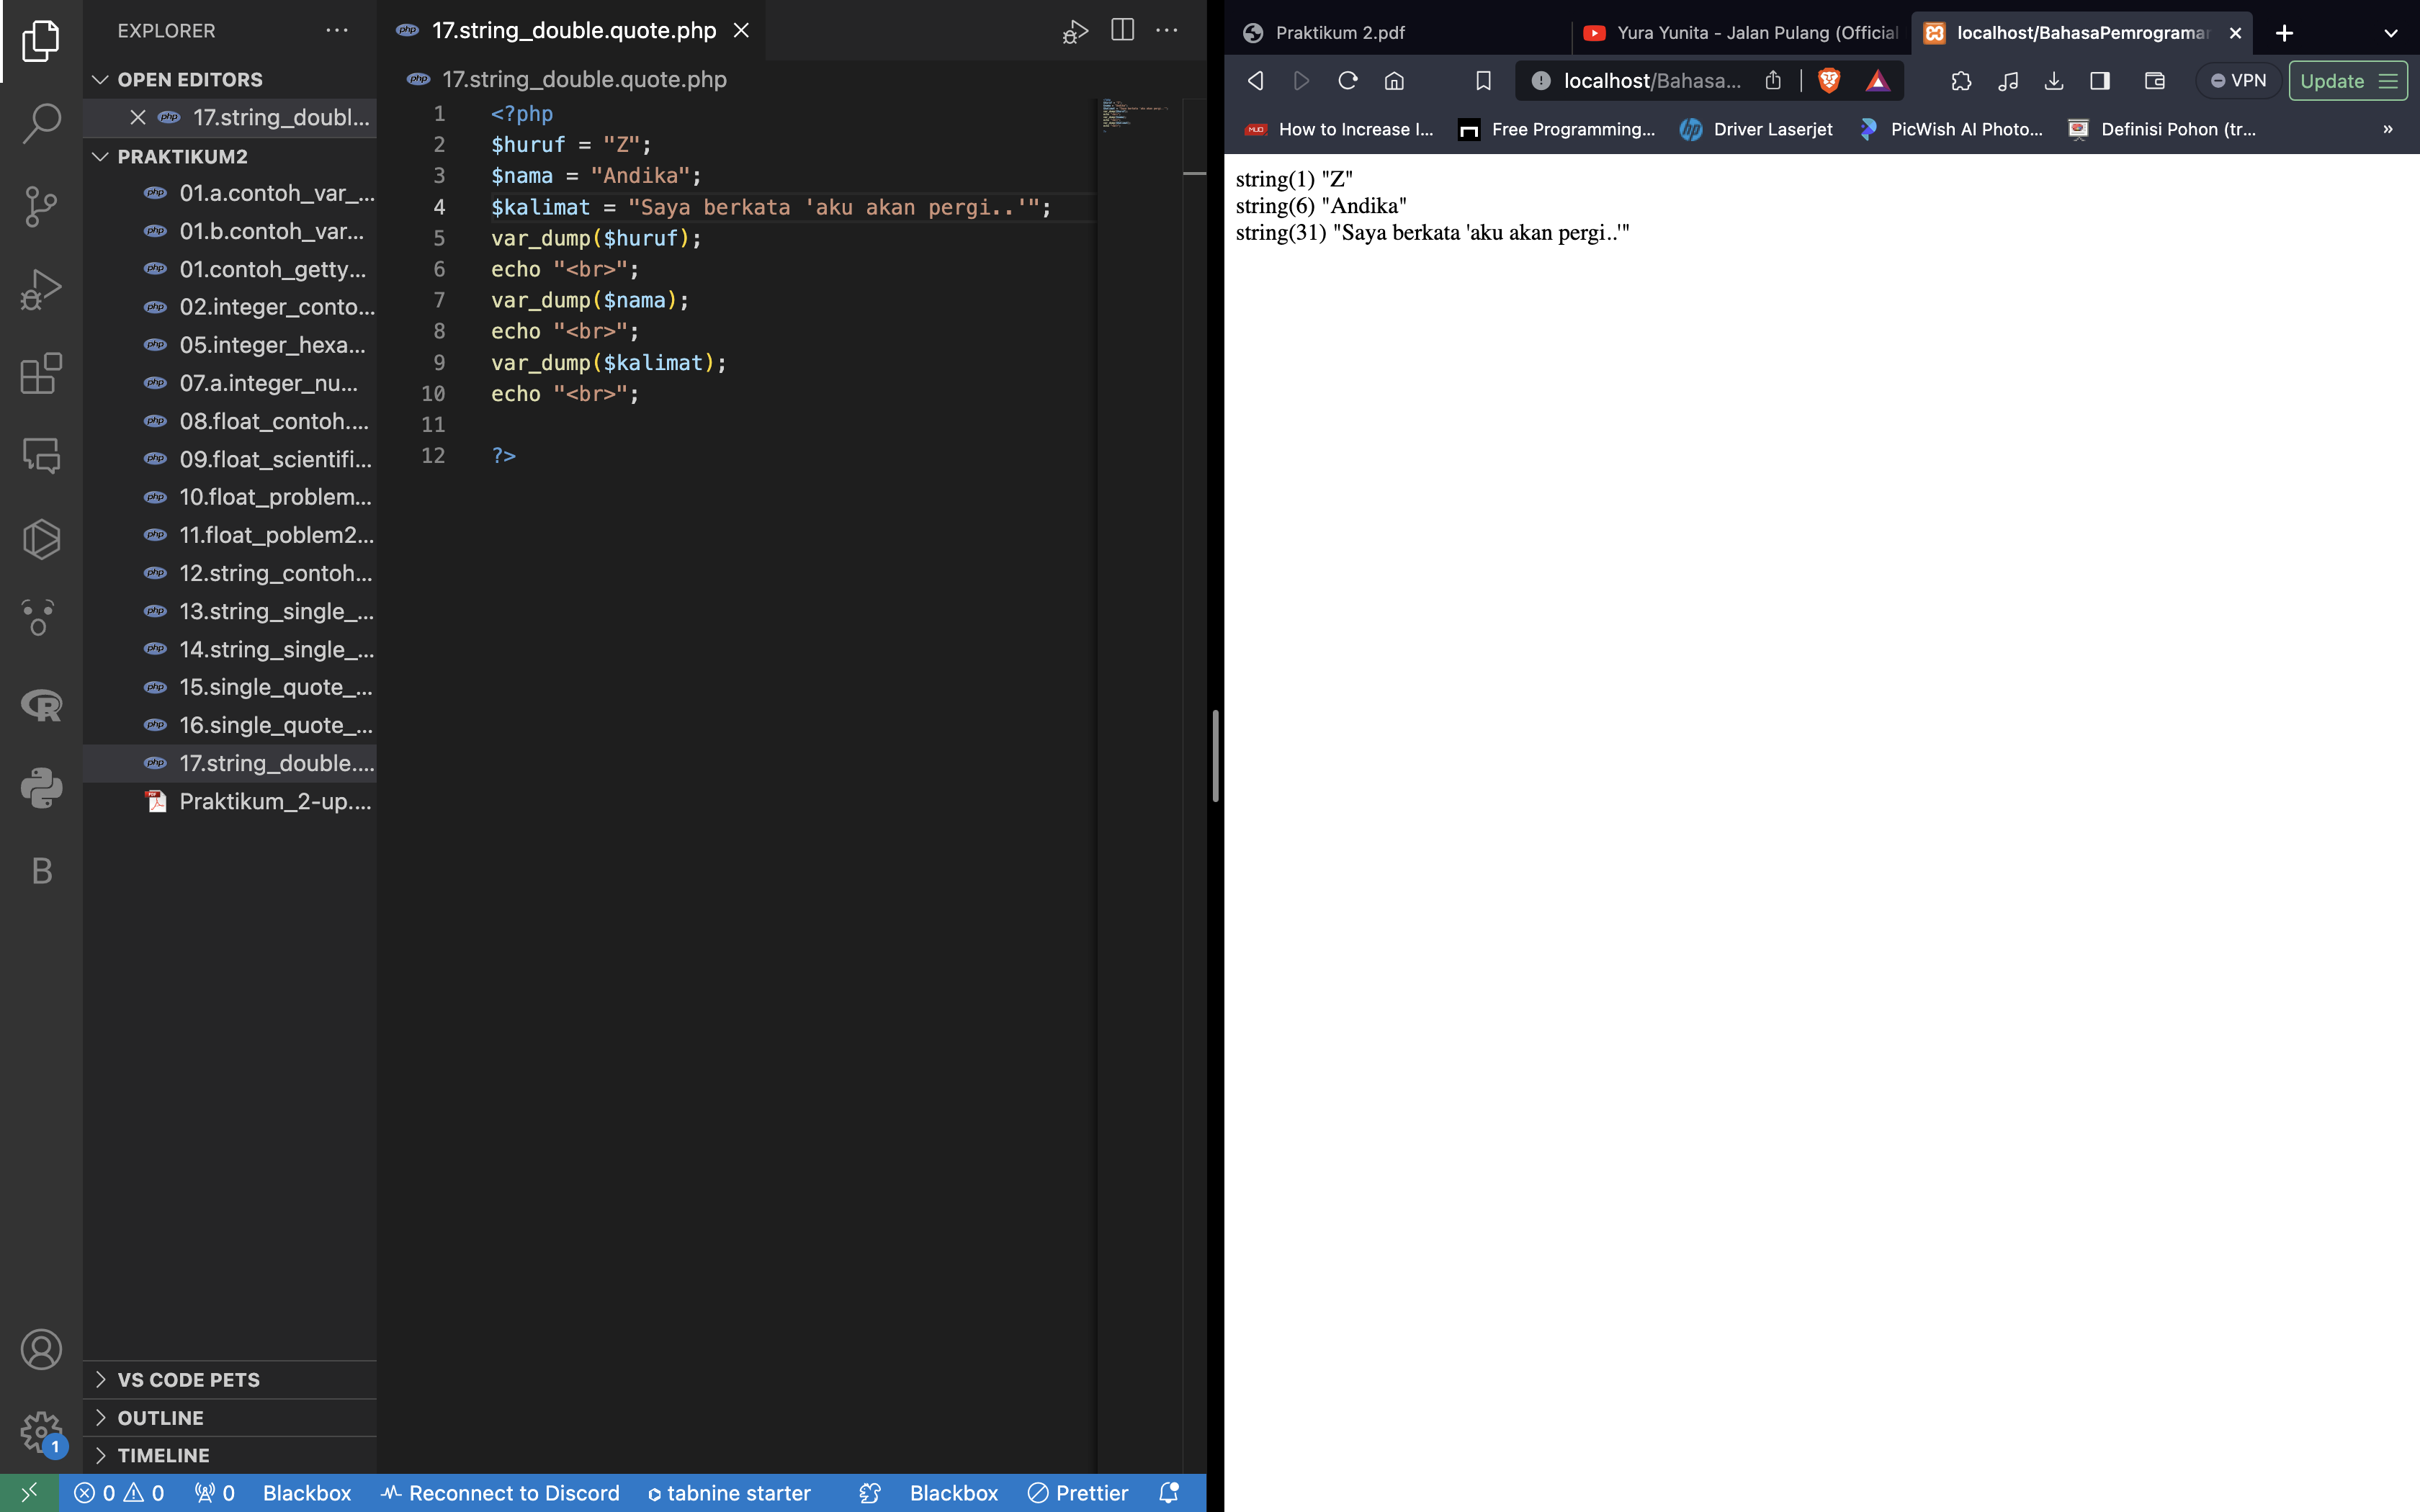 EXPLORER
OPEN EDITORS
17.string_doubl...
PRAKTIKUM2
01.a.contoh_var_...
01.b.contoh_var...
01.contoh_getty...
02.integer_conto...
05.integer_hexa...
07.a.integer_nu...
08.float_contoh....
09.float_scientifi...
10.float_problem...
11.float_poblem2...
12.string_contoh...
13.string_single_...
14.string_single_...
15.single_quote_...
16.single_quote_...
17.string_double....
Praktikum_2-up....
VS CODE PETS
OUTLINE
TIMELINE
17.string_double.quote.php
17.string_double.quote.php
1 <?php
2 $huruf = "Z";
3 $nama = "Andika";
4 $kalimat = "Saya berkata 'aku akan pergi..'";
5 var_dump($huruf);
6 echo "<br>";
7 var_dump($nama);
8 echo "<br>";
9 var_dump($kalimat);
10 echo "<br>";
11
12 ?>
1
0 0 0 Blackbox Reconnect to Discord tabnine starter Blackbox Prettier
Praktikum 2.pdf Yura Yunita - Jalan Pulang (Official localhost/BahasaPemrograma
localhost/Bahasa... VPN Update
How to Increase I... Free Programming... Driver Laserjet PicWish AI Photo... Definisi Pohon (tr... »
string(1) "Z"
string(6) "Andika"
string(31) "Saya berkata 'aku akan pergi..'"